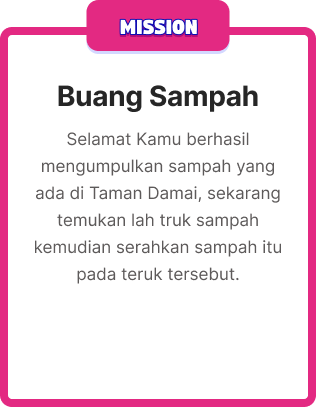 MISSION
Buang Sampah
Selamat Kamu berhasil
mengumpulkan sampah yang
ada di Taman Damai, sekarang
temukan lah truk sampah
kemudian serahkan sampah itu
pada teruk tersebut.